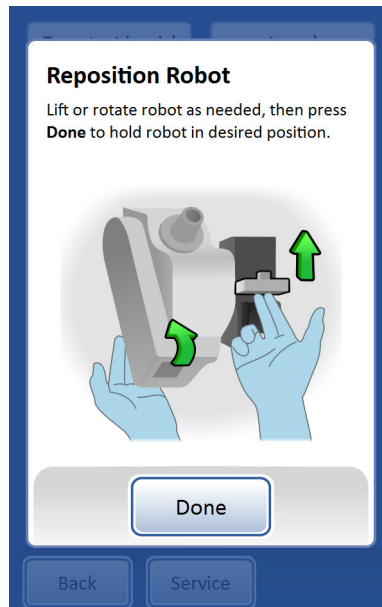 Reposition Robot
Lift or rotate robot as needed, then press
Done to hold robot in desired position.
Done
Back
Service